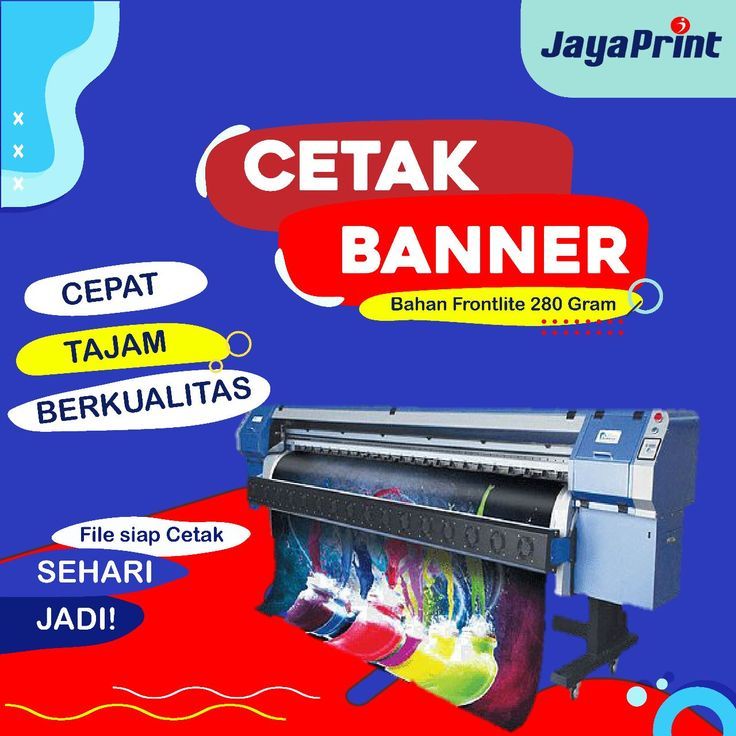 JayaPrint
CETAK
BANNER
Bahan Frontlite 280 Gram
CEPAT
TAJAM
BERKUALITAS
File siap Cetak
SEHARI
JADI!